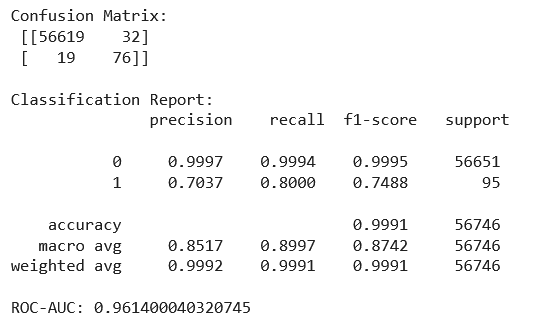 Confusion Matrix:
[[56619 32]
[ 19 76]]
Classification Report:
precision recall f1-score support
0 0.9997 0.9994 0.9995 56651
1 0.7037 0.8000 0.7488 95
accuracy 0.9991 56746
macro avg 0.8517 0.8997 0.8742 56746
weighted avg 0.9992 0.9991 0.9991 56746
ROC-AUC: 0.961400040320745